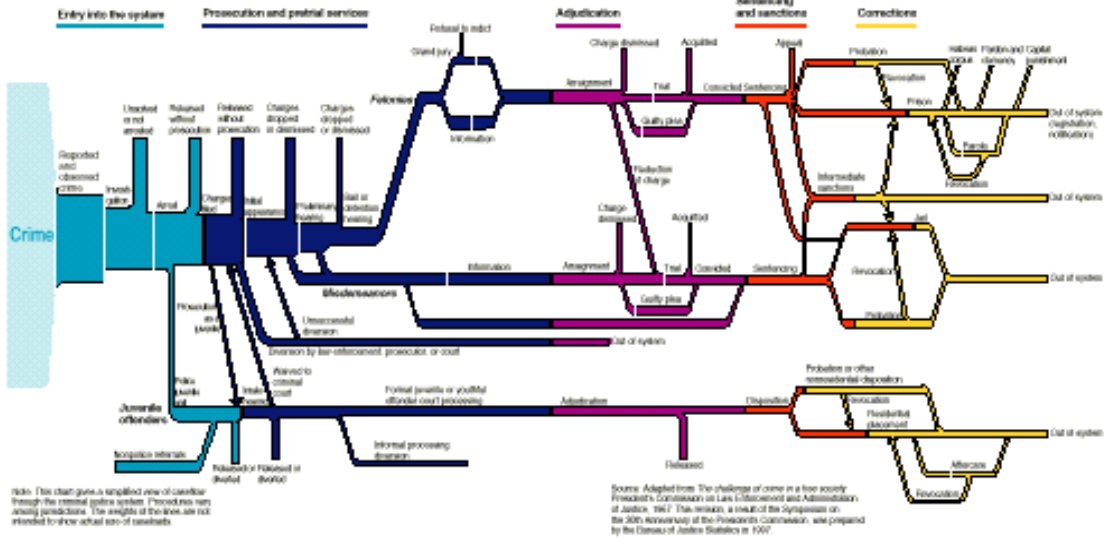 Entry into the system
Prosecution and pretrial services
Adjudication
Sentencing
and sanctions
Corrections
Refusal to indict
Grand jury
Felonies
Information
Charge dismissed
Acquitted
Arraignment
Trial
Convicted
Sentencing
Guilty plea
Appeal
Probation
Revocation
Prison
Habeas
corpus
Pardon and
clemency
Capital
punishment
Out of system
(registration,
notification)
Parole
Revocation
Unsolved
or not
arrested
Released
without
prosecution
Released
without
prosecution
Charges
dropped
or dismissed
Charges
dropped
or dismissed
Reported
and
observed
crime
Investi-
gation
Arrest
Charges
filed
Initial
appearance
Preliminary
hearing
Bail or
detention
hearing
Crime
Reduction
of charge
Intermediate
sanctions
Out of system
Charge
dismissed
Acquitted
Jail
Misdemeanors
Information
Arraignment
Trial
Convicted
Sentencing
Guilty plea
Revocation
Out of system
Probation
Unsuccessful
diversion
Diversion by law enforcement, prosecutor, or court
Out of system
Prosecution
as a
juvenile
Waived to
criminal
court
Police
juvenile
unit
Intake
hearing
Juvenile
offenders
Formal juvenile or youthful
offender court processing
Adjudication
Disposition
Probation or other
nonresidential disposition
Revocation
Residential
placement
Out of system
Aftercare
Revocation
Informal processing
diversion
Nonpolice referrals
Released or
diverted
Released or
diverted
Released
Note: This chart gives a simplified view of caseflow
through the criminal justice system. Procedures vary
among jurisdictions. The weights of the lines are not
intended to show actual size of caseloads.
Source: Adapted from The challenge of crime in a free society.
President's Commission on Law Enforcement and Administration
of Justice, 1967. This revision, a result of the Symposium on
the 30th Anniversary of the President's Commission, was prepared
by the Bureau of Justice Statistics in 1997.